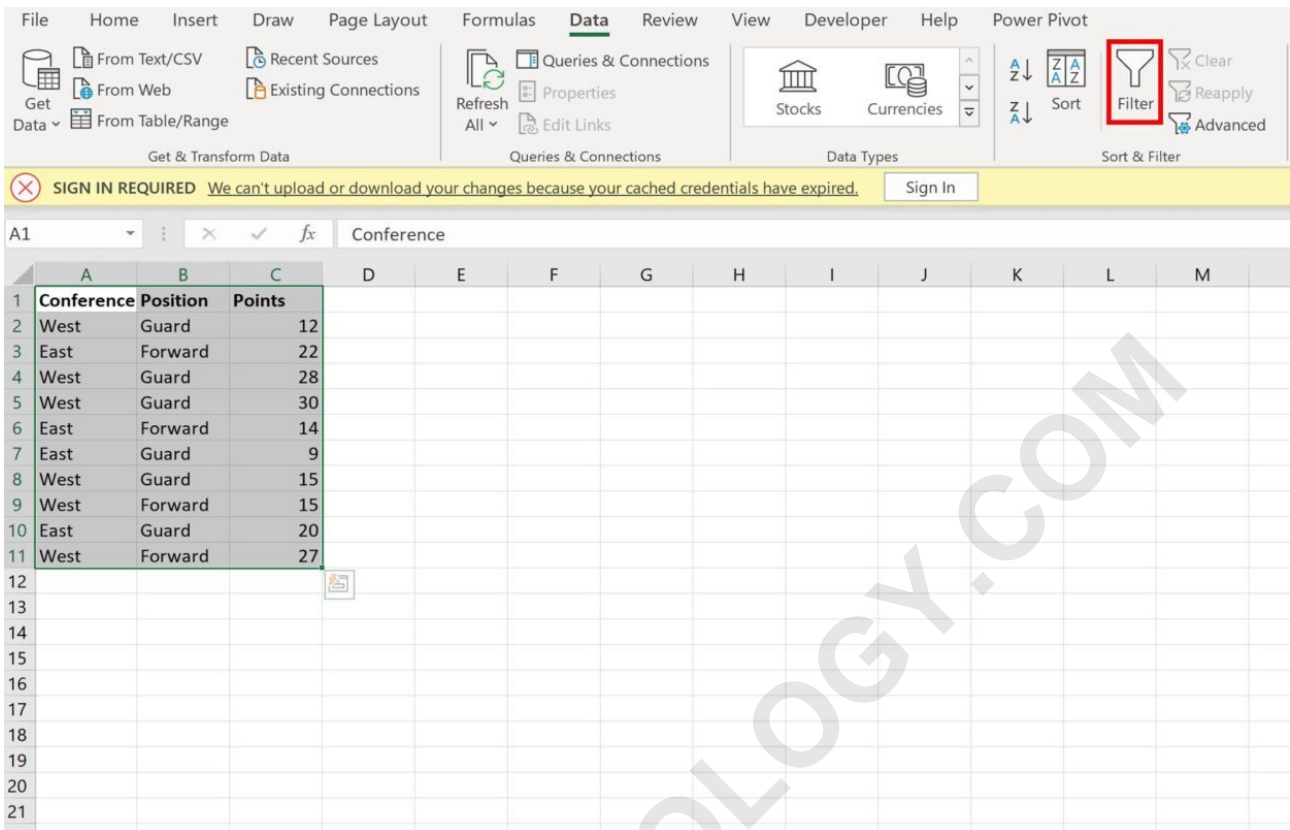 File Home Insert Draw Page Layout Formulas Data Review View Developer Help Power Pivot
Get Data
From Text/CSV
From Web
From Table/Range
Recent Sources
Existing Connections
Get & Transform Data
Refresh All
Queries & Connections
Properties
Edit Links
Queries & Connections
Stocks
Currencies
Data Types
Sort
Filter
Clear
Reapply
Advanced
Sort & Filter
SIGN IN REQUIRED We can't upload or download your changes because your cached credentials have expired. Sign In
A1 fx Conference
A B C D E F G H I J K L M
1 Conference Position Points
2 West Guard 12
3 East Forward 22
4 West Guard 28
5 West Guard 30
6 East Forward 14
7 East Guard 9
8 West Guard 15
9 West Forward 15
10 East Guard 20
11 West Forward 27
12
13
14
15
16
17
18
19
20
21
OLOGY.COM